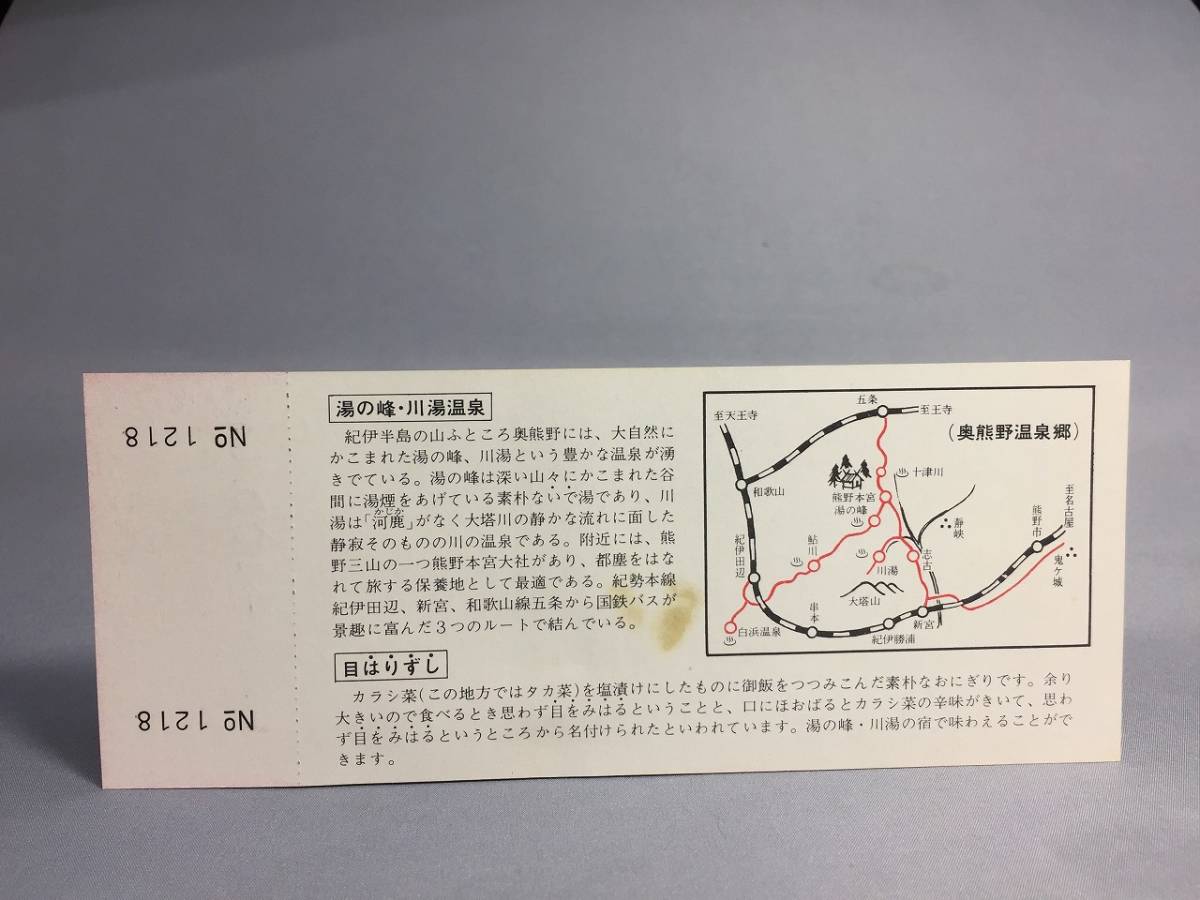 № 1218
№ 1218
湯の峰・川湯温泉
紀伊半島の山ふところ奥熊野には、大自然に
かこまれた湯の峰、川湯という豊かな温泉が湧
きでている。湯の峰は深い山々にかこまれた谷
間に湯煙をあげている素朴ないで湯であり、川
湯は「河鹿」がなく大塔川の静かな流れに面した
かじか
静寂そのものの川の温泉である。附近には、熊
野三山の一つ熊野本宮大社があり、都塵をはな
れて旅する保養地として最適である。紀勢本線
紀伊田辺、新宮、和歌山線五条から国鉄バスが
景趣に富んだ3つのルートで結んでいる。
目はりずし
カラシ菜(この地方ではタカ菜)を塩漬けにしたものに御飯をつつみこんだ素朴なおにぎりです。余り
大きいので食べるとき思わず目をみはるということと、口にほおばるとカラシ菜の辛味がきいて、思わ
ず目をみはるというところから名付けられたといわれています。湯の峰・川湯の宿で味わえることがで
きます。
(奥熊野温泉郷)
至天王寺
五条
至王寺
和歌山
十津川
熊野本宮
湯の峰
静峡
至名古屋
熊野市
鬼ヶ城
紀伊田辺
鮎川
川湯
志古
大塔山
白浜温泉
串本
紀伊勝浦
新宮